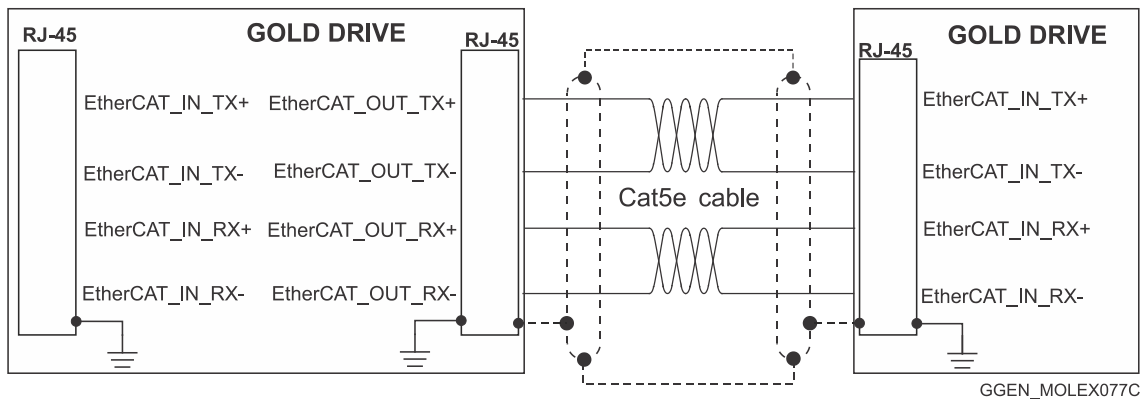 RJ-45 GOLD DRIVE RJ-45
EtherCAT_IN_TX+ EtherCAT_OUT_TX+
EtherCAT_IN_TX- EtherCAT_OUT_TX-
EtherCAT_IN_RX+ EtherCAT_OUT_RX+
EtherCAT_IN_RX- EtherCAT_OUT_RX-
Cat5e cable
GOLD DRIVE
RJ-45
EtherCAT_IN_TX+
EtherCAT_IN_TX-
EtherCAT_IN_RX+
EtherCAT_IN_RX-
GGEN_MOLEX077C